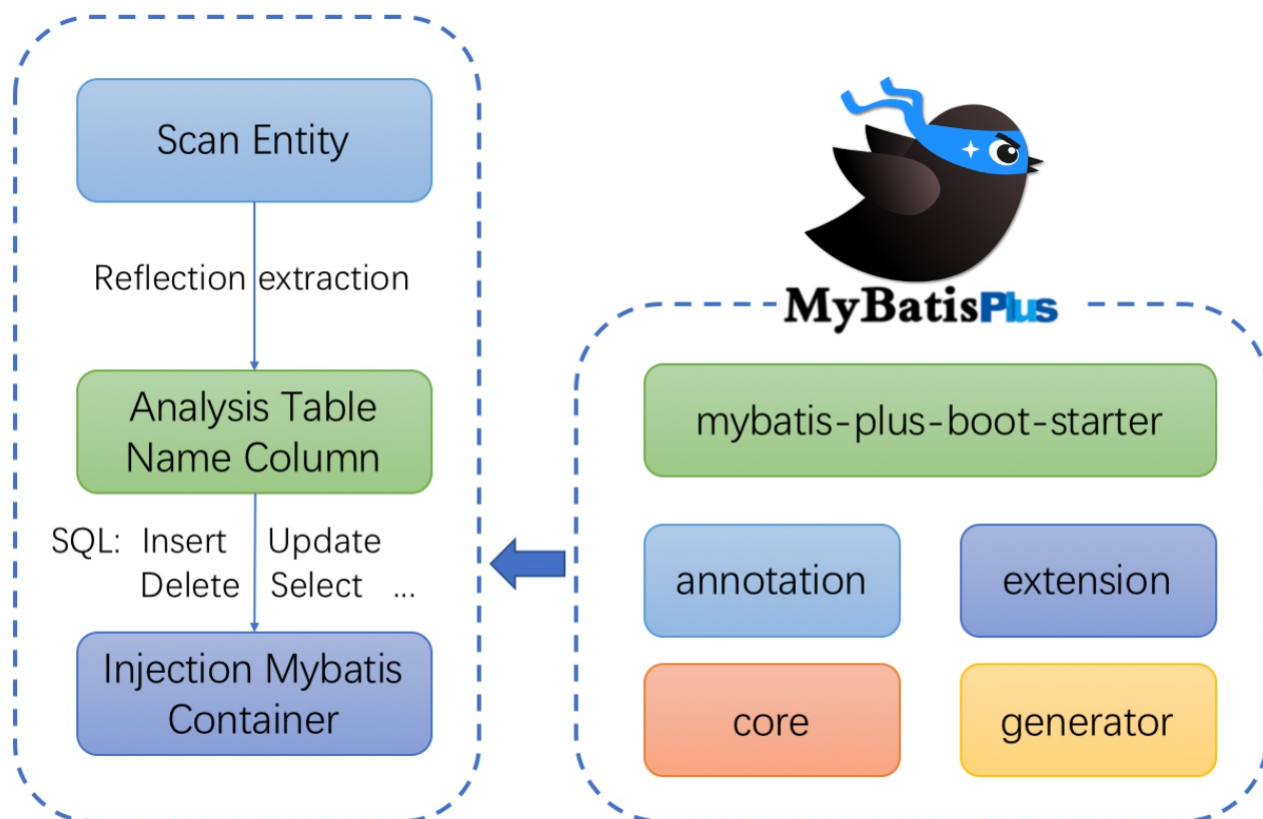 Scan Entity
Reflection extraction
Analysis Table
Name Column
SQL: Insert Update
Delete Select ...
Injection Mybatis
Container
MyBatisPlus
mybatis-plus-boot-starter
annotation
extension
core
generator